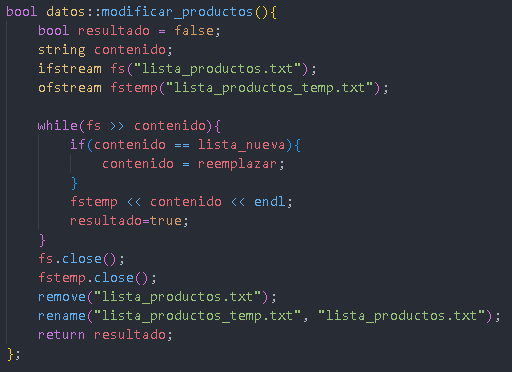 bool datos::modificar_productos(){
    bool resultado = false;
    string contenido;
    ifstream fs("lista_productos.txt");
    ofstream fstemp("lista_productos_temp.txt");

    while(fs >> contenido){
        if(contenido == lista_nueva){
            contenido = reemplazar;
        }
        fstemp << contenido << endl;
        resultado=true;
    }
    fs.close();
    fstemp.close();
    remove("lista_productos.txt");
    rename("lista_productos_temp.txt", "lista_productos.txt");
    return resultado;
};